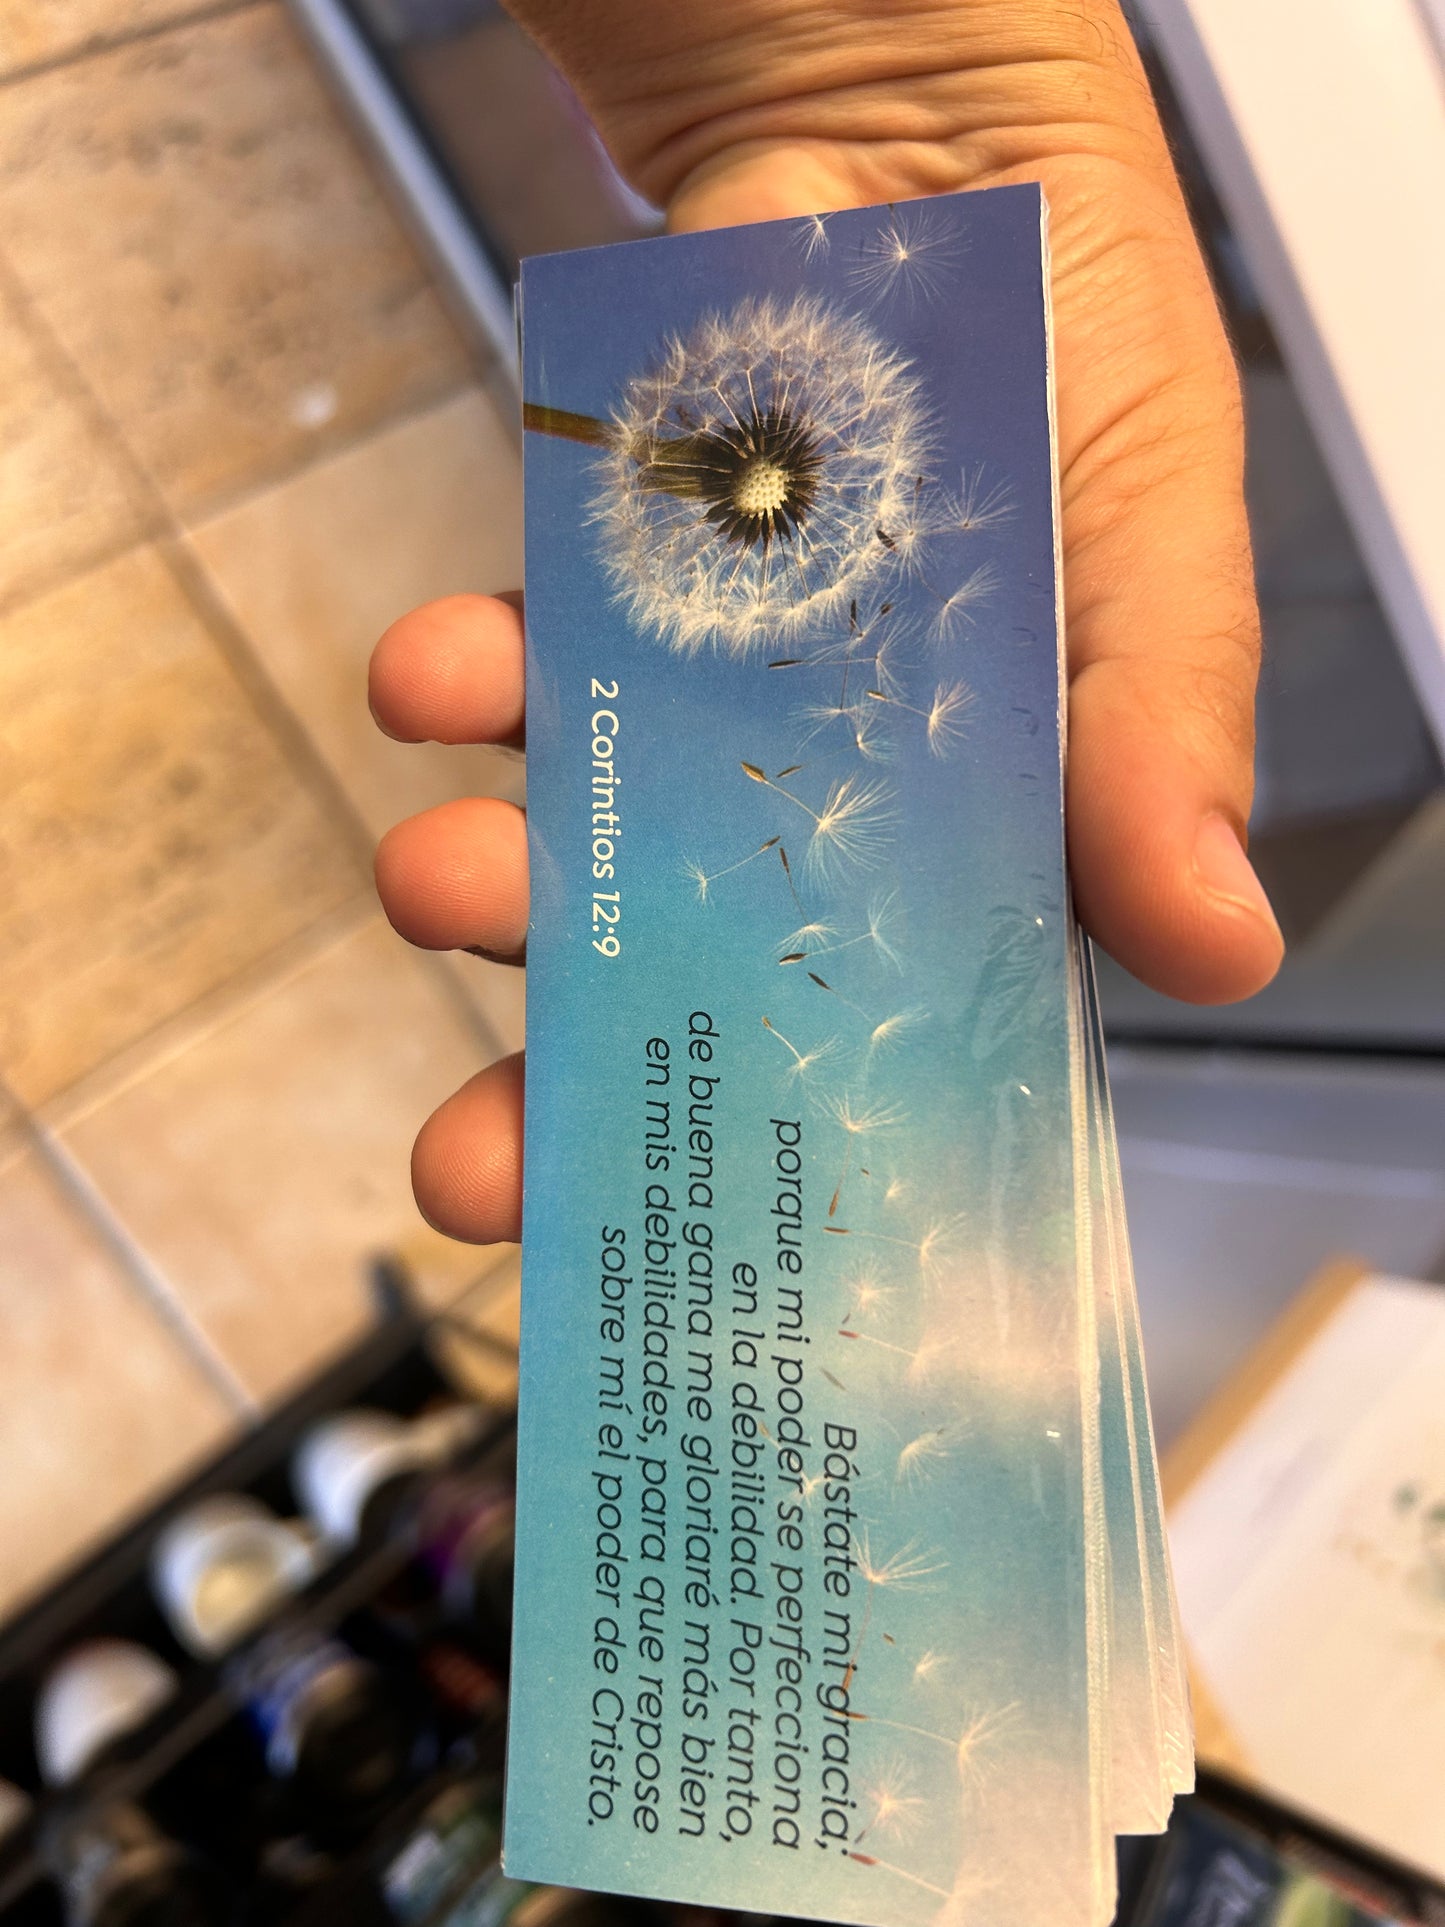 Bástate mi gracia;
porque mi poder se perfecciona
en la debilidad. Por tanto,
de buena gana me gloriaré más bien
en mis debilidades, para que repose
sobre mí el poder de Cristo.
2 Corintios 12:9